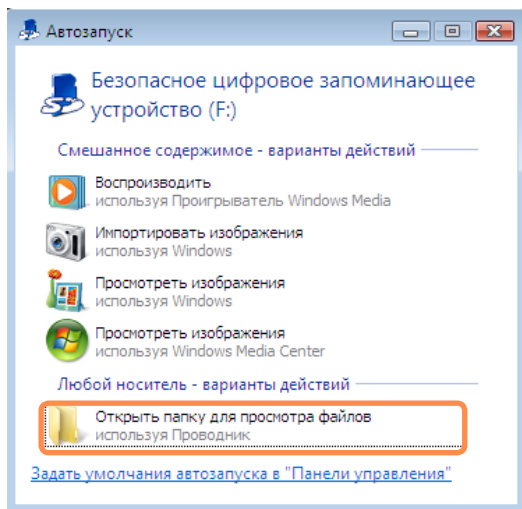 Автозапуск
Безопасное цифровое запоминающее
устройство (F:)
Смешанное содержимое - варианты действий
Воспроизводить
используя Проигрыватель Windows Media
Импортировать изображения
используя Windows
Просмотреть изображения
используя Windows
Просмотреть изображения
используя Windows Media Center
Любой носитель - варианты действий
Открыть папку для просмотра файлов
используя Проводник
Задать умолчания автозапуска в "Панели управления"